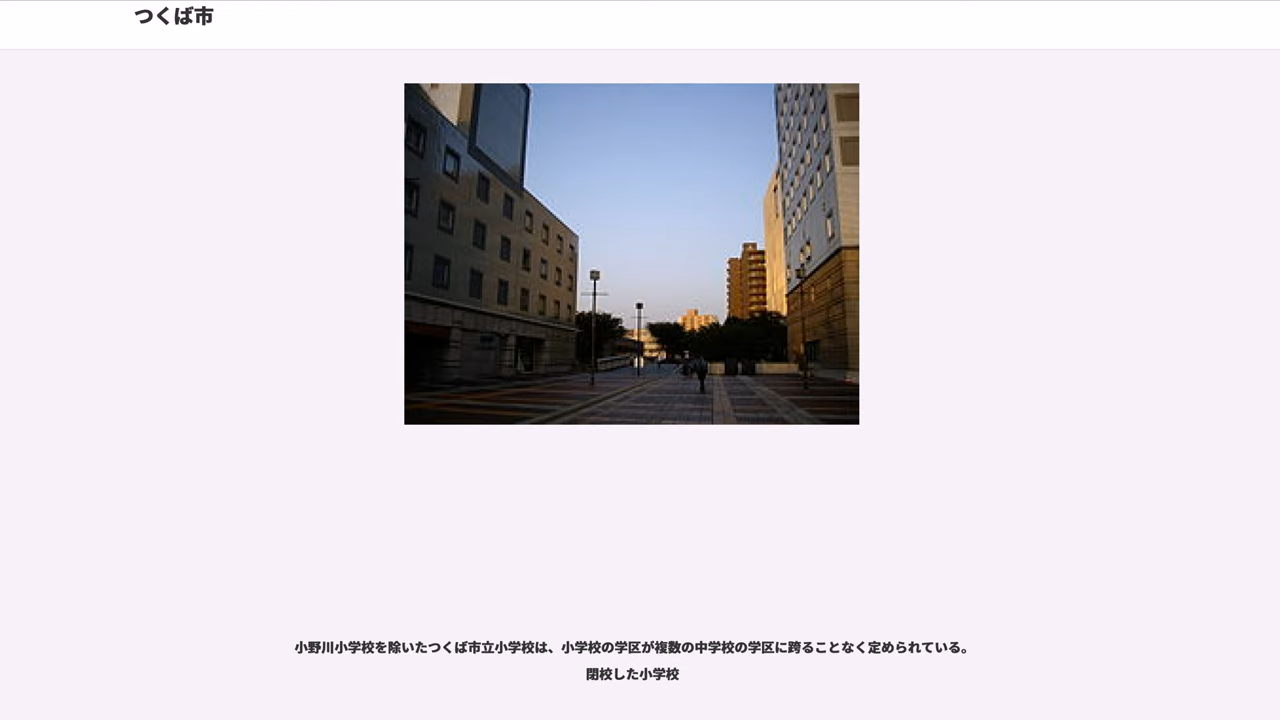 つくば市
小野川小学校を除いたつくば市立小学校は、小学校の学区が複数の中学校の学区に跨ることなく定められている。
閉校した小学校